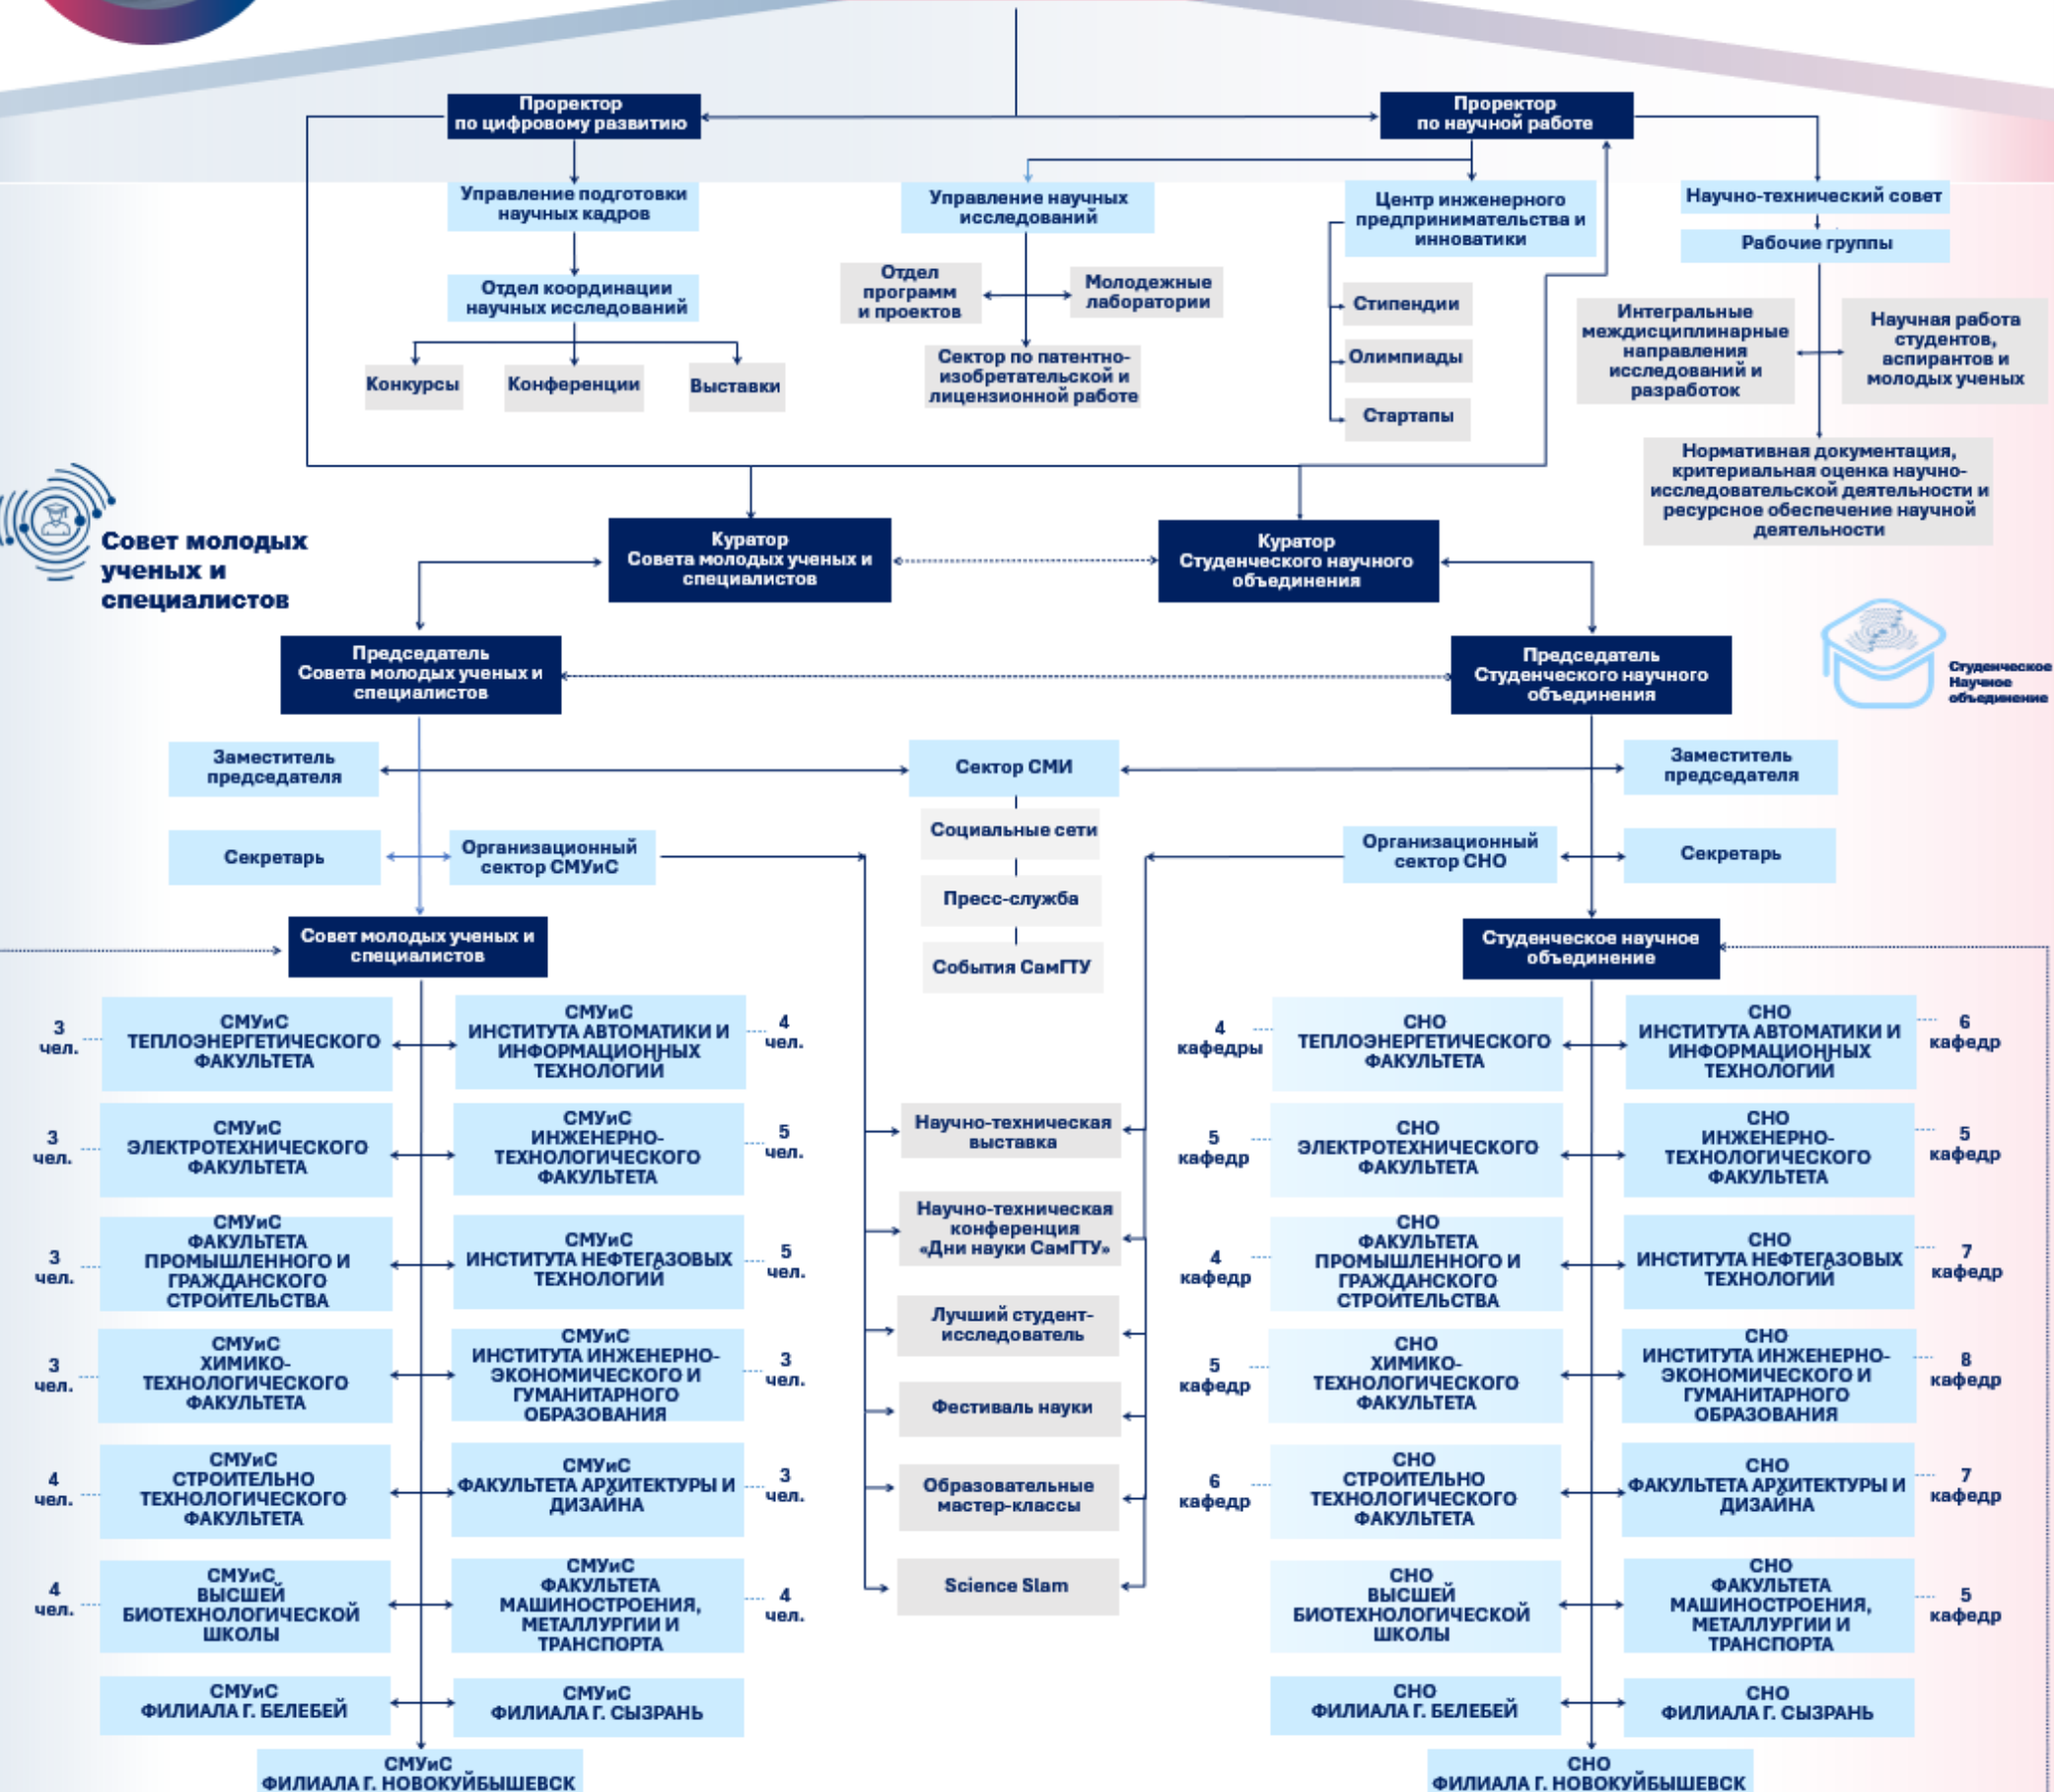 Проректор
по цифровому развитию
Проректор
по научной работе
Управление подготовки
научных кадров
Управление научных
исследований
Центр инженерного
предпринимательства и
инноватики
Научно-технический совет
Рабочие группы
Отдел координации
научных исследований
Отдел
программ
и проектов
Молодежные
лаборатории
Стипендии
Олимпиады
Стартапы
Интегральные
междисциплинарные
направления
исследований и
разработок
Научная работа
студентов,
аспирантов и
молодых ученых
Конкурсы
Конференции
Выставки
Сектор по патентно-
изобретательской и
лицензионной работе
Нормативная документация,
критериальная оценка научно-
исследовательской деятельности и
ресурсное обеспечение научной
деятельности
Совет молодых
ученых и
специалистов
Куратор
Совета молодых ученых и
специалистов
Куратор
Студенческого научного
объединения
Председатель
Совета молодых ученых и
специалистов
Председатель
Студенческого научного
объединения
Студенческое
Научное
объединение
Заместитель
председателя
Сектор СМИ
Заместитель
председателя
Социальные сети
Секретарь
Организационный
сектор СМУиС
Организационный
сектор СНО
Секретарь
Пресс-служба
События СамГТУ
Совет молодых ученых и
специалистов
Студенческое научное
объединение
3
чел.
СМУиС
ТЕПЛОЭНЕРГЕТИЧЕСКОГО
ФАКУЛЬТЕТА
СМУиС
ИНСТИТУТА АВТОМАТИКИ И
ИНФОРМАЦИОННЫХ
ТЕХНОЛОГИЙ
4
чел.
3
чел.
СМУиС
ЭЛЕКТРОТЕХНИЧЕСКОГО
ФАКУЛЬТЕТА
СМУиС
ИНЖЕНЕРНО-
ТЕХНОЛОГИЧЕСКОГО
ФАКУЛЬТЕТА
5
чел.
3
чел.
СМУиС
ФАКУЛЬТЕТА
ПРОМЫШЛЕННОГО И
ГРАЖДАНСКОГО
СТРОИТЕЛЬСТВА
СМУиС
ИНСТИТУТА НЕФТЕГАЗОВЫХ
ТЕХНОЛОГИЙ
5
чел.
3
чел.
СМУиС
ХИМИКО-
ТЕХНОЛОГИЧЕСКОГО
ФАКУЛЬТЕТА
СМУиС
ИНСТИТУТА ИНЖЕНЕРНО-
ЭКОНОМИЧЕСКОГО И
ГУМАНИТАРНОГО
ОБРАЗОВАНИЯ
3
чел.
4
чел.
СМУиС
СТРОИТЕЛЬНО
ТЕХНОЛОГИЧЕСКОГО
ФАКУЛЬТЕТА
СМУиС
ФАКУЛЬТЕТА АРХИТЕКТУРЫ И
ДИЗАЙНА
3
чел.
4
чел.
СМУиС
ВЫСШЕЙ
БИОТЕХНОЛОГИЧЕСКОЙ
ШКОЛЫ
СМУиС
ФАКУЛЬТЕТА
МАШИНОСТРОЕНИЯ,
МЕТАЛЛУРГИИ И
ТРАНСПОРТА
4
чел.
СМУиС
ФИЛИАЛА Г. БЕЛЕБЕЙ
СМУиС
ФИЛИАЛА Г. СЫЗРАНЬ
СМУиС
ФИЛИАЛА Г. НОВОКУЙБЫШЕВСК
Научно-техническая
выставка
Научно-техническая
конференция
«Дни науки СамГТУ»
Лучший студент-
исследователь
Фестиваль науки
Образовательные
мастер-классы
Science Slam
4
кафедры
СНО
ТЕПЛОЭНЕРГЕТИЧЕСКОГО
ФАКУЛЬТЕТА
СНО
ИНСТИТУТА АВТОМАТИКИ И
ИНФОРМАЦИОННЫХ
ТЕХНОЛОГИЙ
6
кафедр
5
кафедр
СНО
ЭЛЕКТРОТЕХНИЧЕСКОГО
ФАКУЛЬТЕТА
СНО
ИНЖЕНЕРНО-
ТЕХНОЛОГИЧЕСКОГО
ФАКУЛЬТЕТА
5
кафедр
4
кафедр
СНО
ФАКУЛЬТЕТА
ПРОМЫШЛЕННОГО И
ГРАЖДАНСКОГО
СТРОИТЕЛЬСТВА
СНО
ИНСТИТУТА НЕФТЕГАЗОВЫХ
ТЕХНОЛОГИЙ
7
кафедр
5
кафедр
СНО
ХИМИКО-
ТЕХНОЛОГИЧЕСКОГО
ФАКУЛЬТЕТА
СНО
ИНСТИТУТА ИНЖЕНЕРНО-
ЭКОНОМИЧЕСКОГО И
ГУМАНИТАРНОГО
ОБРАЗОВАНИЯ
8
кафедр
6
кафедр
СНО
СТРОИТЕЛЬНО
ТЕХНОЛОГИЧЕСКОГО
ФАКУЛЬТЕТА
СНО
ФАКУЛЬТЕТА АРХИТЕКТУРЫ И
ДИЗАЙНА
7
кафедр
СНО
ВЫСШЕЙ
БИОТЕХНОЛОГИЧЕСКОЙ
ШКОЛЫ
СНО
ФАКУЛЬТЕТА
МАШИНОСТРОЕНИЯ,
МЕТАЛЛУРГИИ И
ТРАНСПОРТА
5
кафедр
СНО
ФИЛИАЛА Г. БЕЛЕБЕЙ
СНО
ФИЛИАЛА Г. СЫЗРАНЬ
СНО
ФИЛИАЛА Г. НОВОКУЙБЫШЕВСК